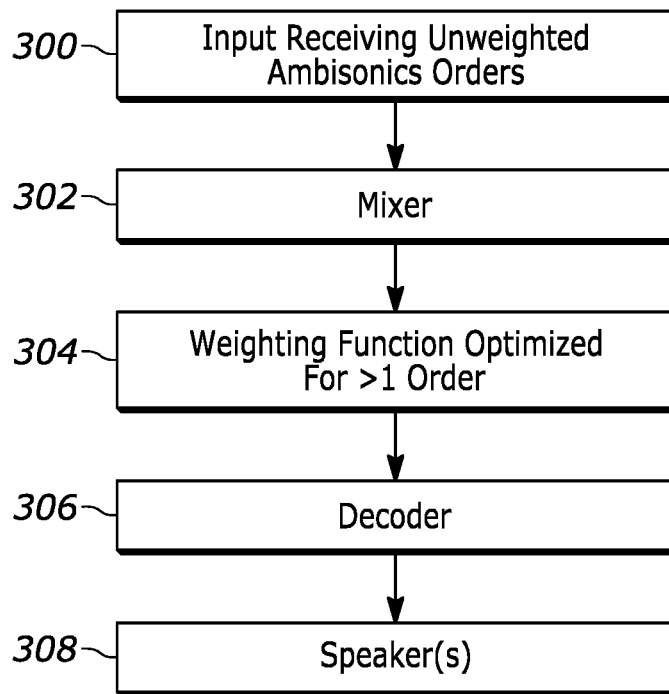 300
Input Receiving Unweighted
Ambisonics Orders
302
Mixer
304
Weighting Function Optimized
For >1 Order
306
Decoder
308
Speaker(s)